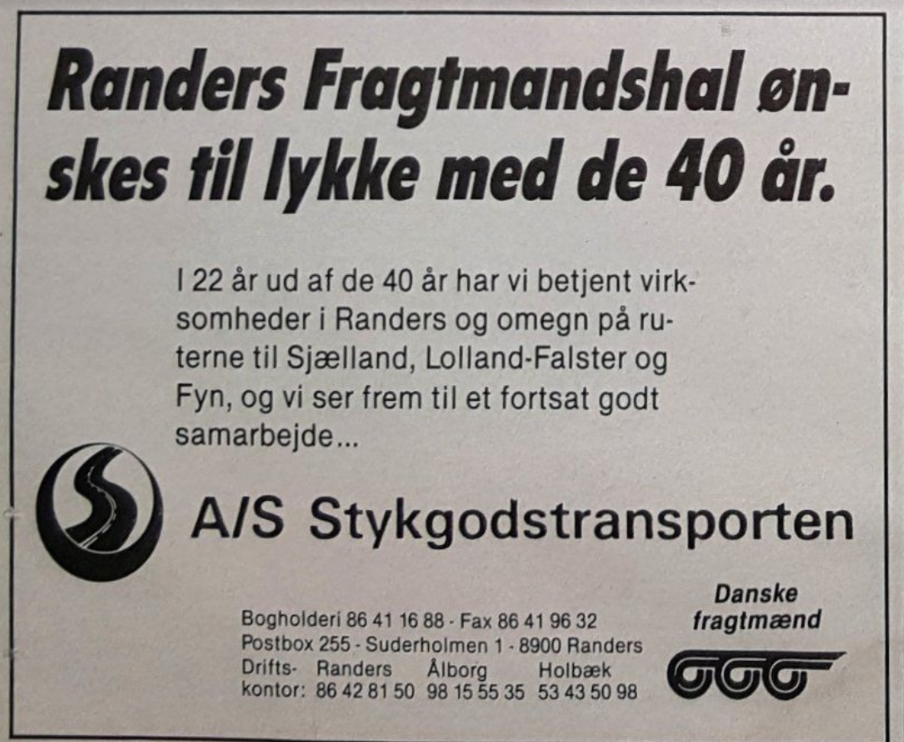 Randers Fragtmandshal øn-
skes til lykke med de 40 år.
I 22 år ud af de 40 år har vi betjent virk-
somheder i Randers og omegn på ru-
terne til Sjælland, Lolland-Falster og
Fyn, og vi ser frem til et fortsat godt
samarbejde...
A/S Stykgodstransporten
Danske
fragtmænd
Bogholderi 86 41 16 88 - Fax 86 41 96 32
Postbox 255 - Suderholmen 1 - 8900 Randers
Drifts- Randers Ålborg Holbæk
kontor: 86 42 81 50 98 15 55 35 53 43 50 98